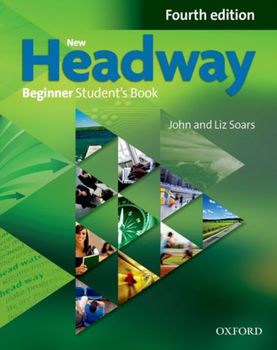 Fourth edition
New
Headway
Beginner Student's Book
John and Liz Soars
OXFORD